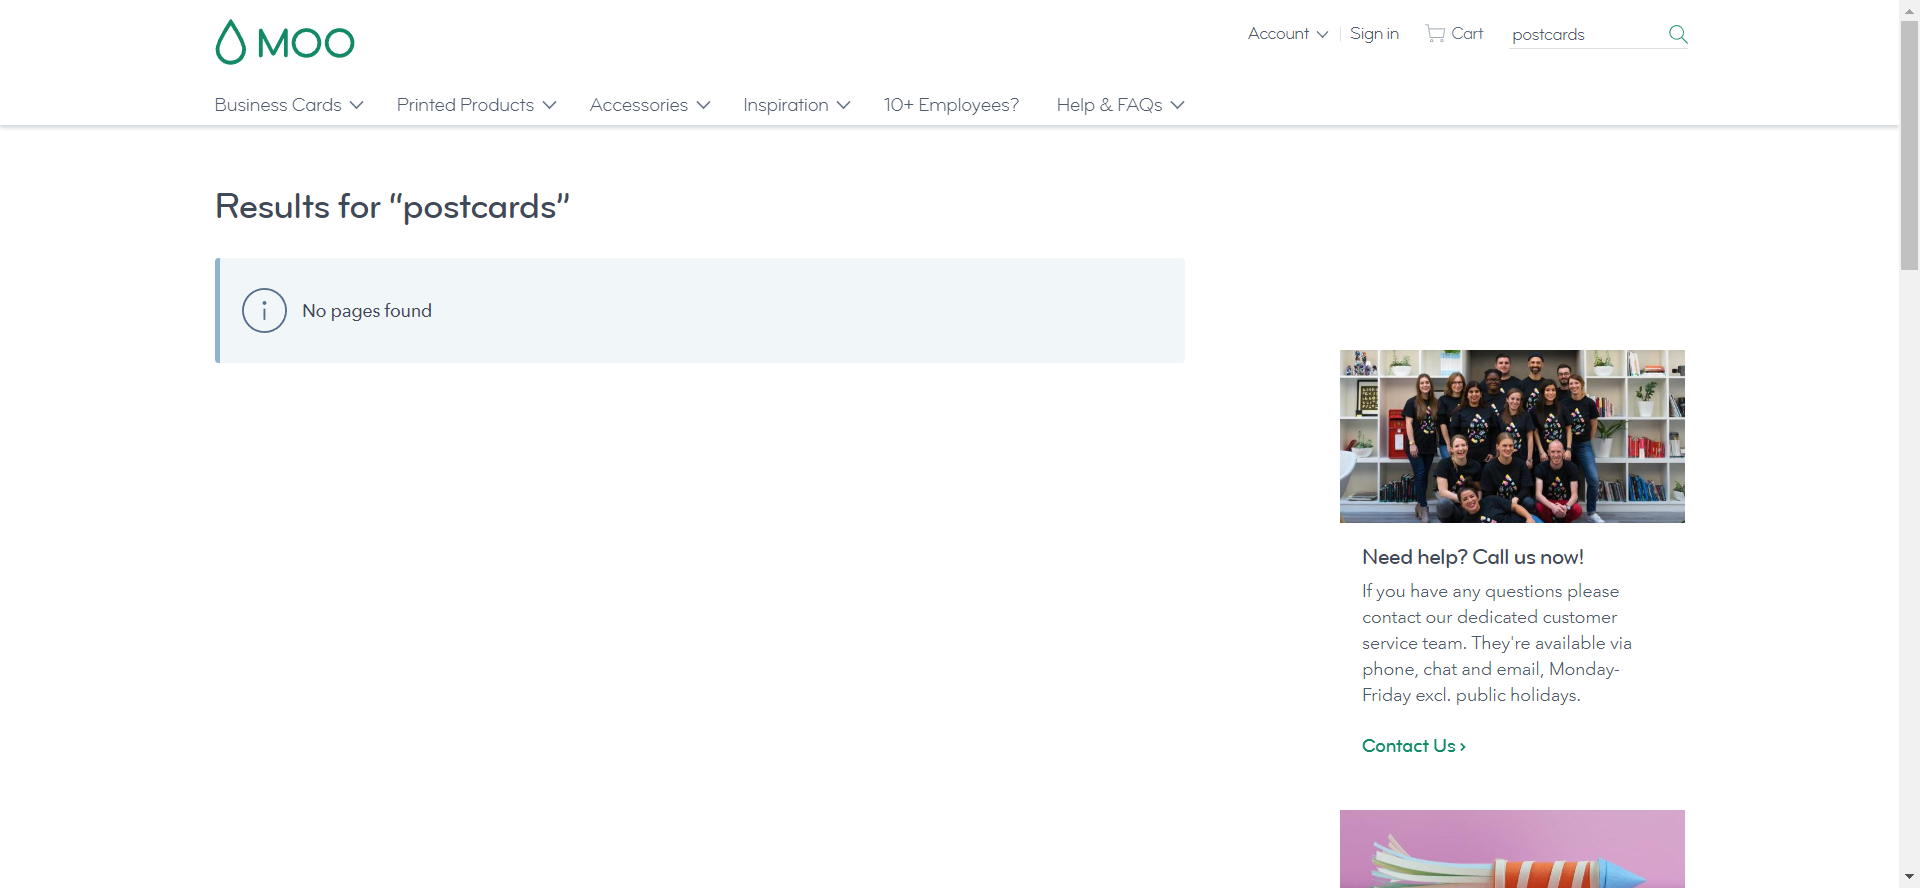 MOO
Account
Sign in
Cart
postcards
Business Cards
Printed Products
Accessories
Inspiration
10+ Employees?
Help & FAQs
Results for “postcards”
No pages found
Need help? Call us now!
If you have any questions please
contact our dedicated customer
service team. They're available via
phone, chat and email, Monday-
Friday excl. public holidays.
Contact Us ›